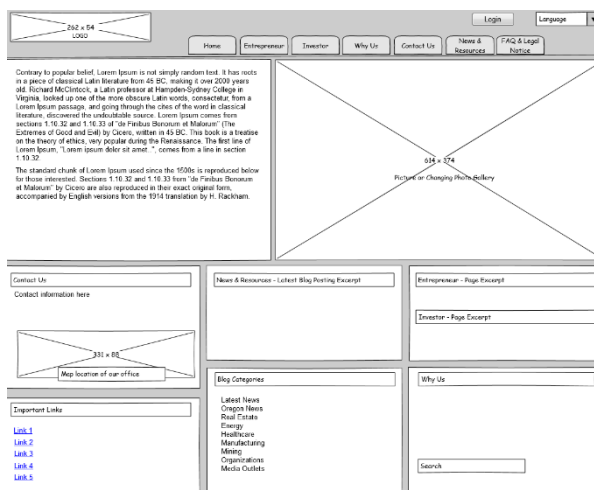 262 x 54
LOGO
Login
Language
Home
Entrepreneur
Investor
Why Us
Contact Us
News &
Resources
FAQ & Legal
Notice
Contrary to popular belief, Lorem Ipsum is not simply random text. It has roots
in a piece of classical Latin literature from 45 BC, making it over 2000 years
old. Richard McClintock, a Latin professor at Hampden-Sydney College in
Virginia, looked up one of the more obscure Latin words, consectetur, from a
Lorem Ipsum passage, and going through the cites of the word in classical
literature, discovered the undoubtable source. Lorem Ipsum comes from
sections 1.10.32 and 1.10.33 of "de Finibus Bonorum et Malorum" (The
Extremes of Good and Evil) by Cicero, written in 45 BC. This book is a treatise
on the theory of ethics, very popular during the Renaissance. The first line of
Lorem Ipsum, "Lorem ipsum dolor sit amet..", comes from a line in section
1.10.32.
The standard chunk of Lorem Ipsum used since the 1500s is reproduced below
for those interested. Sections 1.10.32 and 1.10.33 from "de Finibus Bonorum
et Malorum" by Cicero are also reproduced in their exact original form,
accompanied by English versions from the 1914 translation by H. Rackham.
614 x 374
Picture or Changing Photo Gallery
Contact Us
Contact information here
331 x 88
Map location of our office
News & Resources - Latest Blog Posting Excerpt
Entrepreneur - Page Excerpt
Investor - Page Excerpt
Important Links
Link 1
Link 2
Link 3
Link 4
Link 5
Blog Categories
Latest News
Oregon News
Real Estate
Energy
Healthcare
Manufacturing
Mining
Organizations
Media Outlets
Why Us
Search